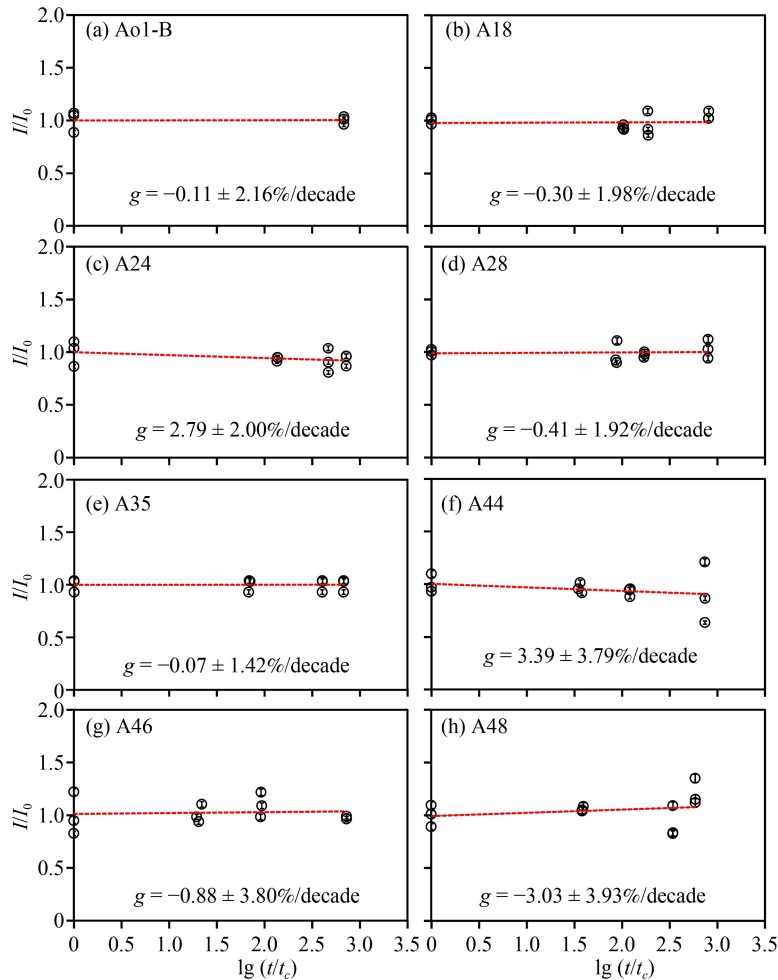 (a) Ao1-B
(b) A18
2.0
1.5
1.0
0.5
0
I/I0
g = −0.11 ± 2.16%/decade
g = −0.30 ± 1.98%/decade
(c) A24
(d) A28
2.0
1.5
1.0
0.5
0
I/I0
g = 2.79 ± 2.00%/decade
g = −0.41 ± 1.92%/decade
(e) A35
(f) A44
2.0
1.5
1.0
0.5
0
I/I0
g = −0.07 ± 1.42%/decade
g = 3.39 ± 3.79%/decade
(g) A46
(h) A48
2.0
1.5
1.0
0.5
0
I/I0
g = −0.88 ± 3.80%/decade
g = −3.03 ± 3.93%/decade
0 0.5 1.0 1.5 2.0 2.5 3.0 3.5 0 0.5 1.0 1.5 2.0 2.5 3.0 3.5
lg (t/tc) lg (t/tc)